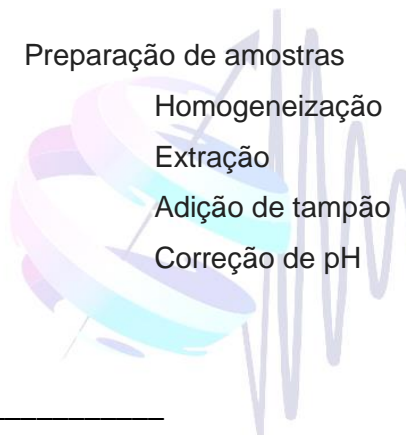 Preparação de amostras
Homogeneização
Extração
Adição de tampão
Correção de pH